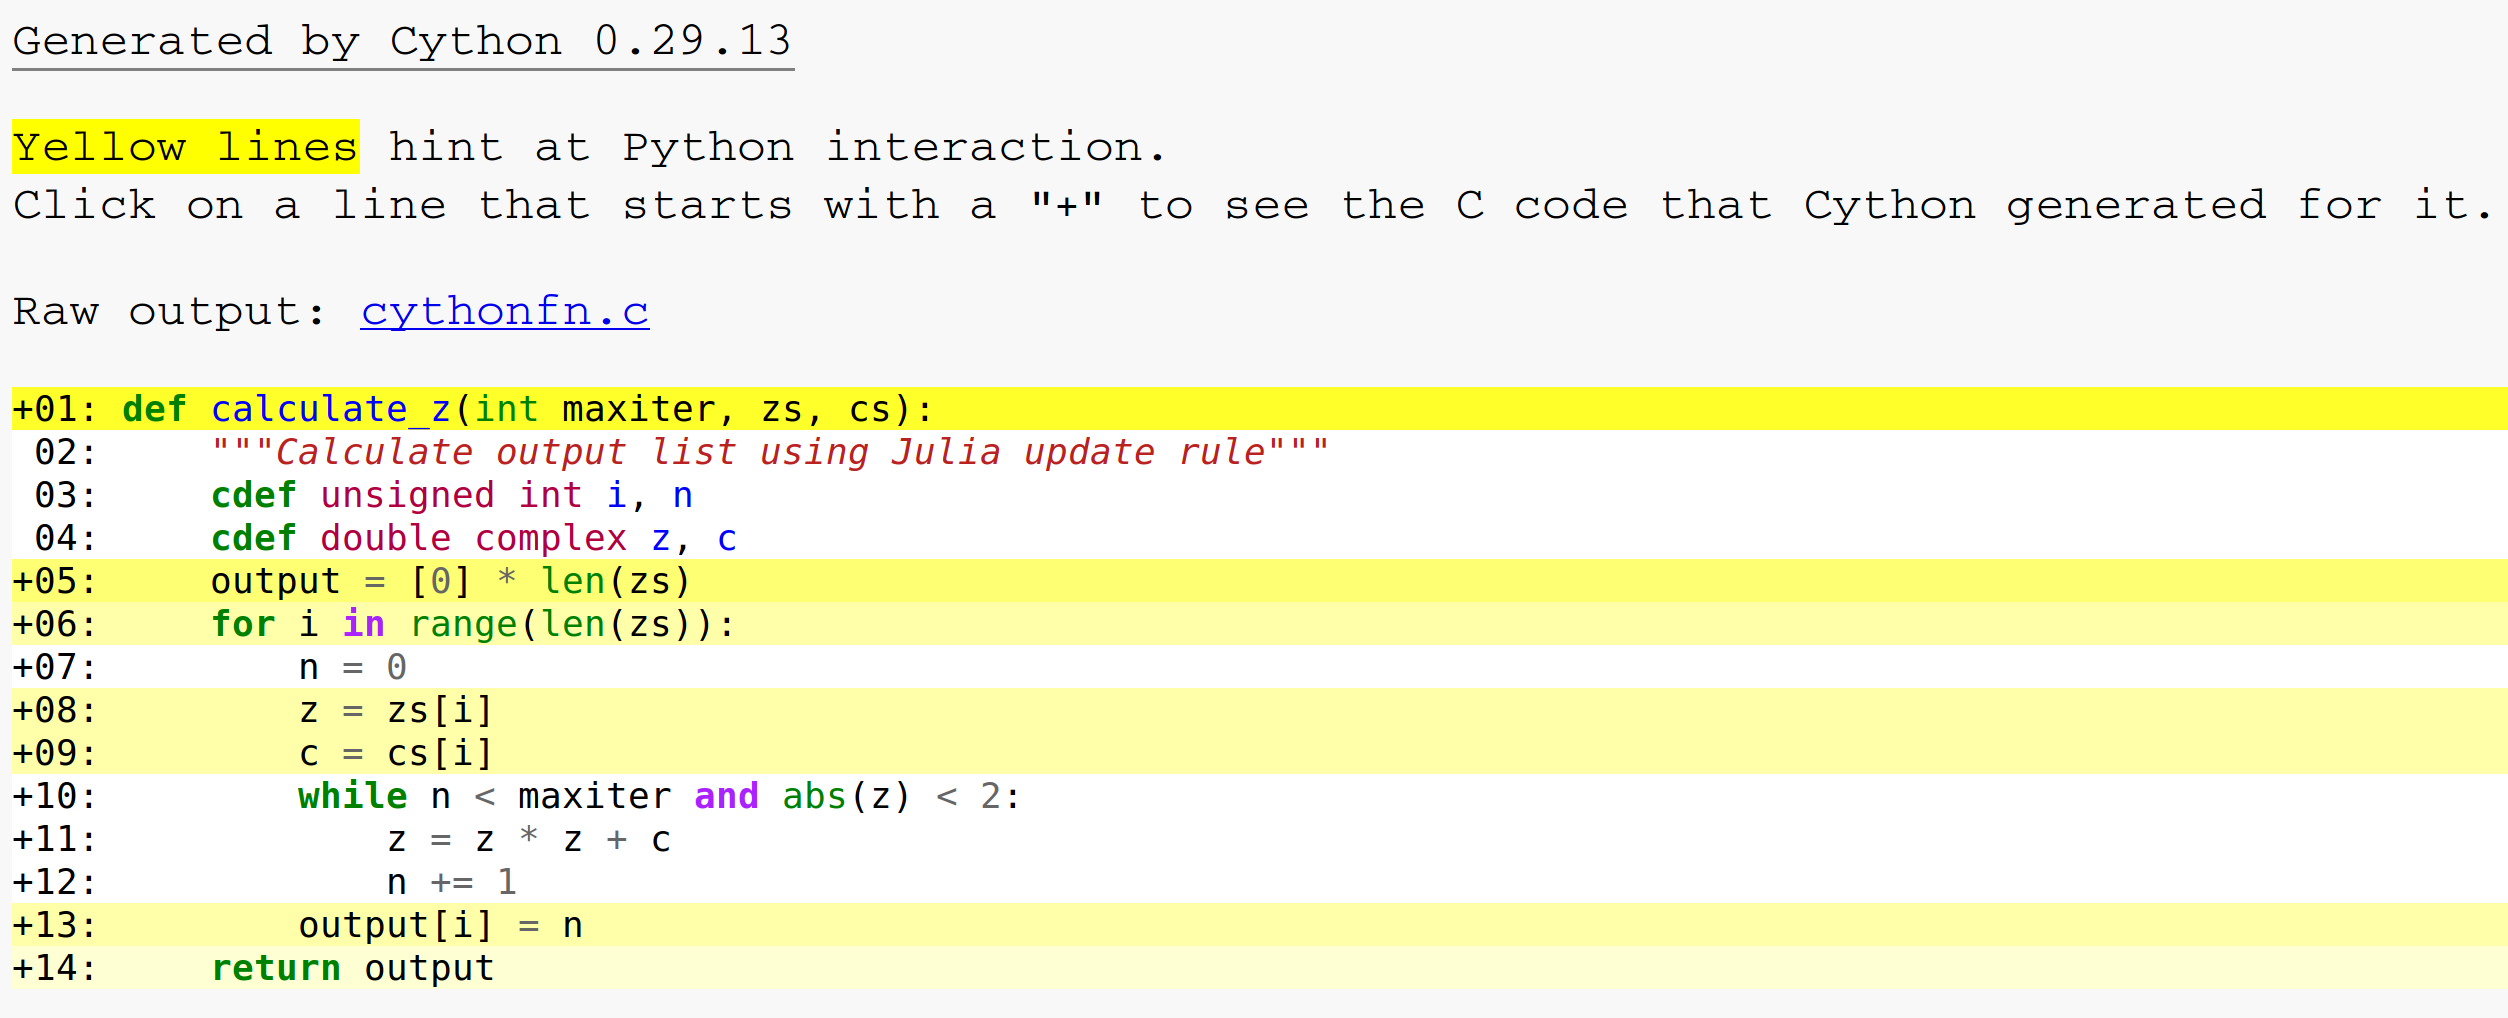 Generated by Cython 0.29.13
Yellow lines hint at Python interaction.
Click on a line that starts with a "+" to see the C code that Cython generated for it.
Raw output: cythonfn.c
+01: def calculate_z(int maxiter, zs, cs):
 02:     """Calculate output list using Julia update rule"""
 03:     cdef unsigned int i, n
 04:     cdef double complex z, c
+05:     output = [0] * len(zs)
+06:     for i in range(len(zs)):
+07:         n = 0
+08:         z = zs[i]
+09:         c = cs[i]
+10:         while n < maxiter and abs(z) < 2:
+11:             z = z * z + c
+12:             n += 1
+13:         output[i] = n
+14:     return output